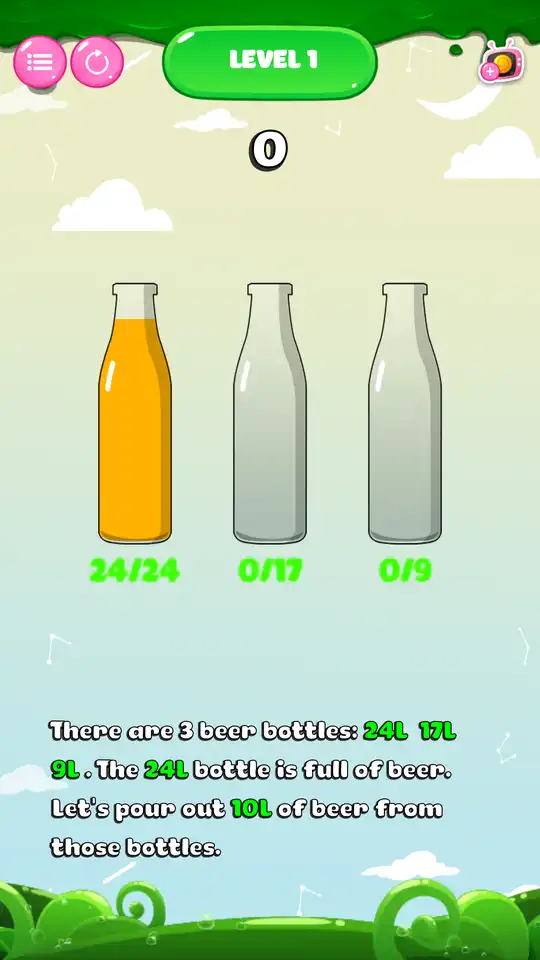 LEVEL 1
0
24/24 0/17 0/9
There are 3 beer bottles: 24L 17L
9L . The 24L bottle is full of beer.
Let's pour out 10L of beer from
those bottles.